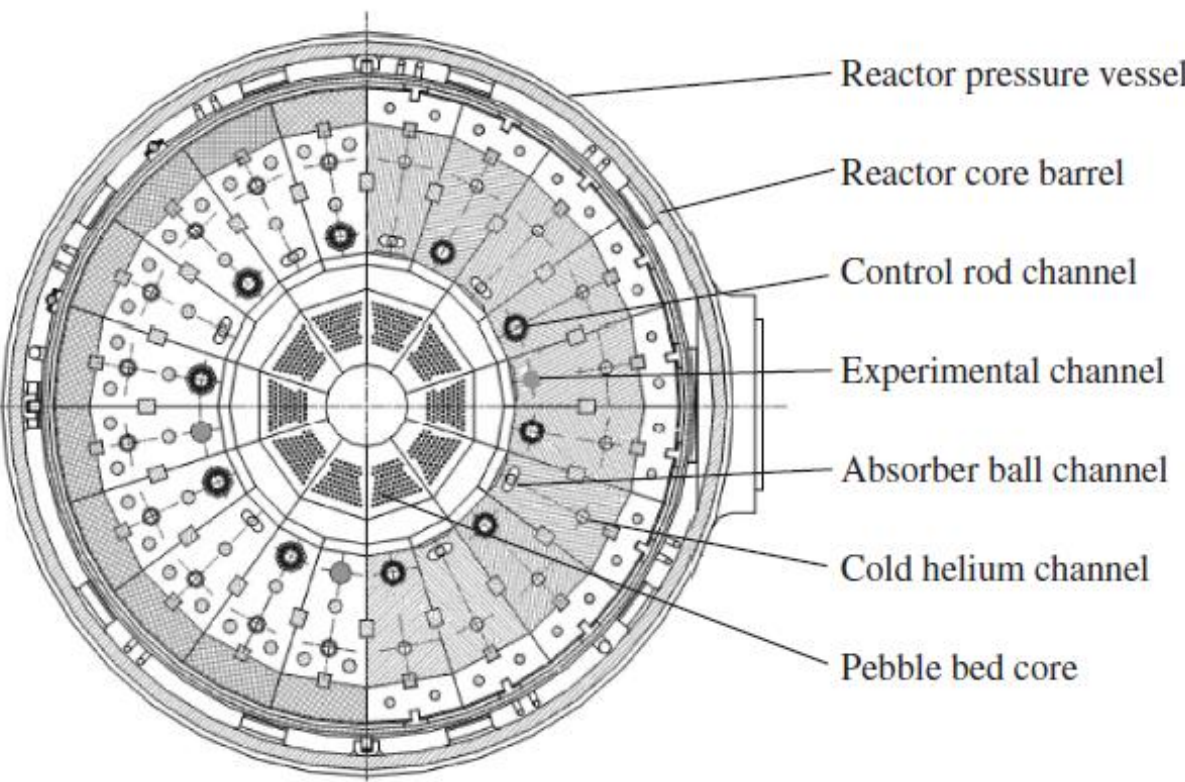 Reactor pressure vessel
Reactor core barrel
Control rod channel
Experimental channel
Absorber ball channel
Cold helium channel
Pebble bed core